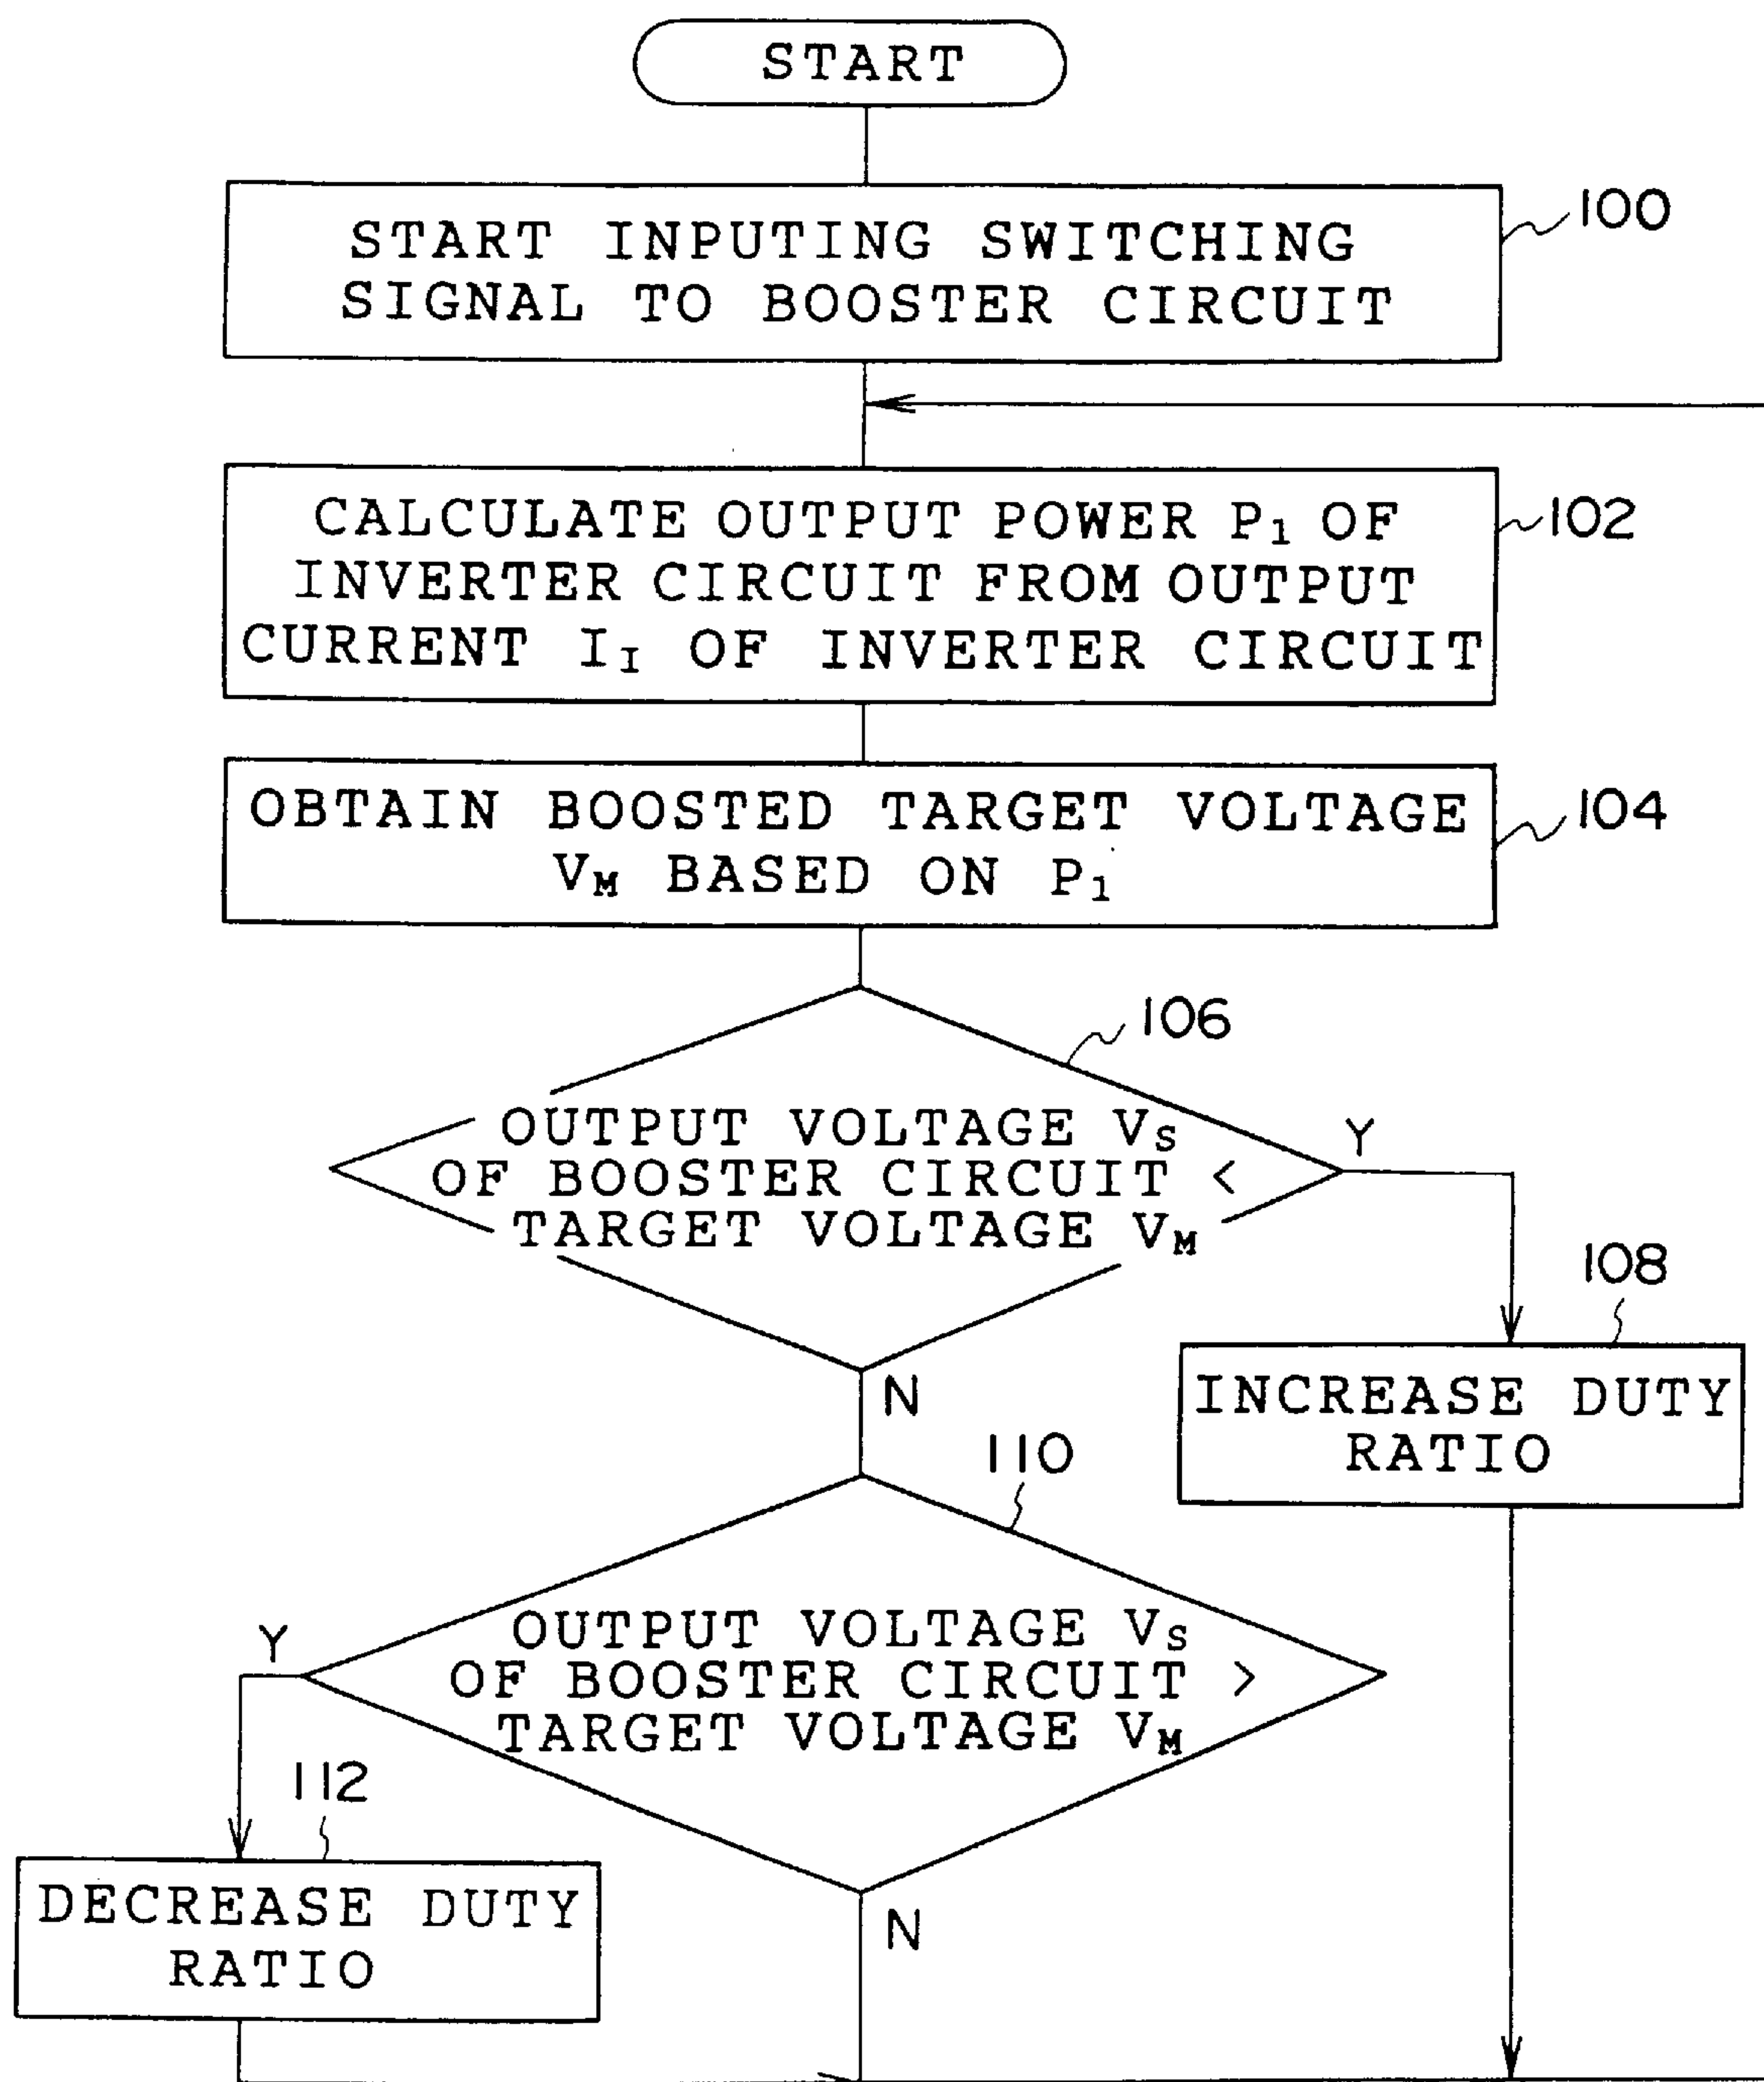 START
100
START INPUTING SWITCHING
SIGNAL TO BOOSTER CIRCUIT
102
CALCULATE OUTPUT POWER P1 OF
INVERTER CIRCUIT FROM OUTPUT
CURRENT II OF INVERTER CIRCUIT
104
OBTAIN BOOSTED TARGET VOLTAGE
VM BASED ON P1
106
OUTPUT VOLTAGE VS
OF BOOSTER CIRCUIT <
TARGET VOLTAGE VM
Y
N
108
INCREASE DUTY
RATIO
110
OUTPUT VOLTAGE VS
OF BOOSTER CIRCUIT >
TARGET VOLTAGE VM
Y
N
112
DECREASE DUTY
RATIO